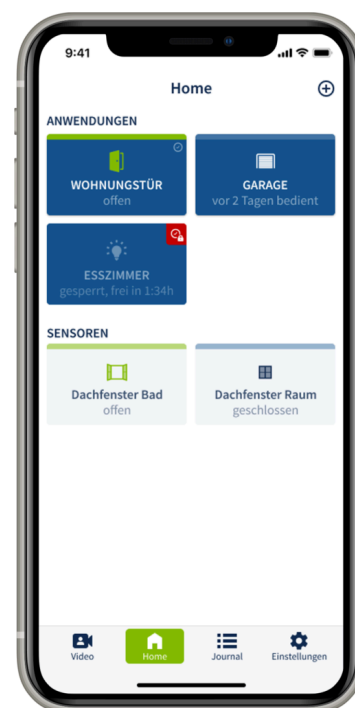 9:41
Home
ANWENDUNGEN
WOHNUNGSTÜR
offen
GARAGE
vor 2 Tagen bedient
ESSZIMMER
gesperrt, frei in 1:34h
SENSOREN
Dachfenster Bad
offen
Dachfenster Raum
geschlossen
Video
Home
Journal
Einstellungen